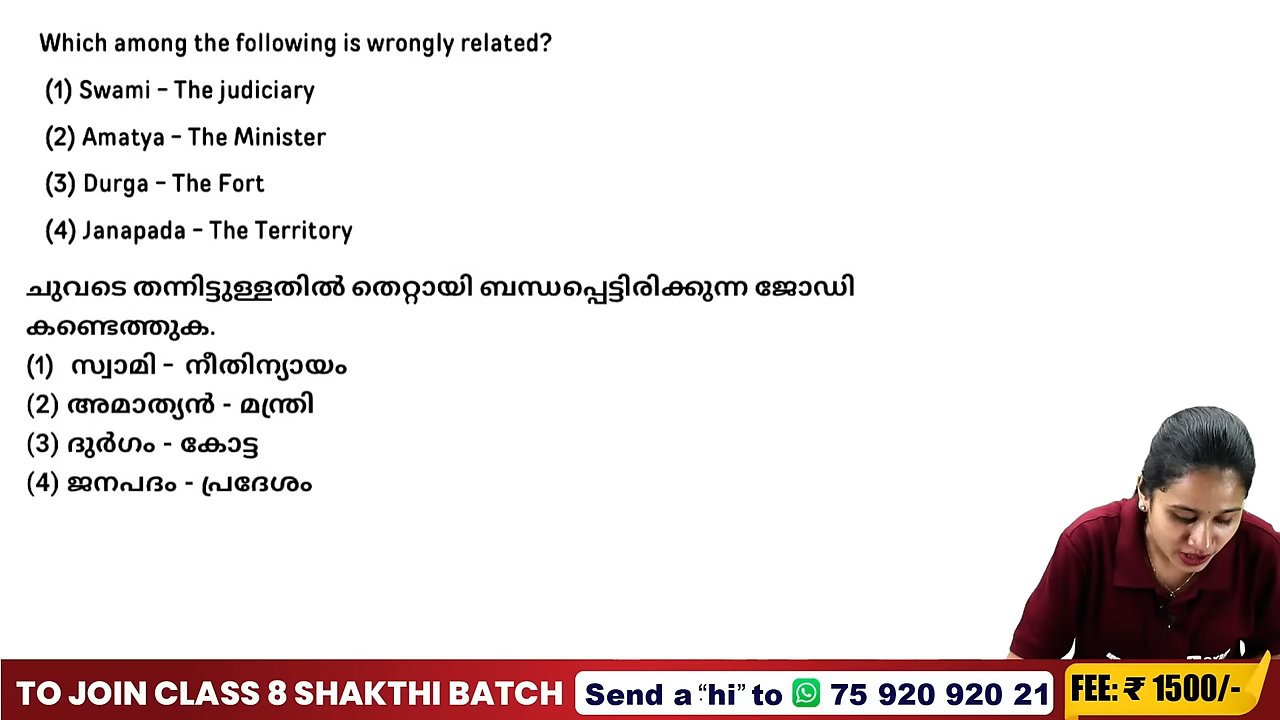 Which among the following is wrongly related?
(1) Swami – The judiciary
(2) Amatya – The Minister
(3) Durga – The Fort
(4) Janapada – The Territory
ചുവടെ തന്നിട്ടുള്ളതിൽ തെറ്റായി ബന്ധപ്പെട്ടിരിക്കുന്ന ജോഡി
കണ്ടെത്തുക.
(1) സ്വാമി – നീതിന്യായം
(2) അമാത്യൻ - മന്ത്രി
(3) ദുർഗം - കോട്ട
(4) ജനപദം - പ്രദേശം
TO JOIN CLASS 8 SHAKTHI BATCH Send a “hi” to 75 920 920 21 FEE: ₹ 1500/-